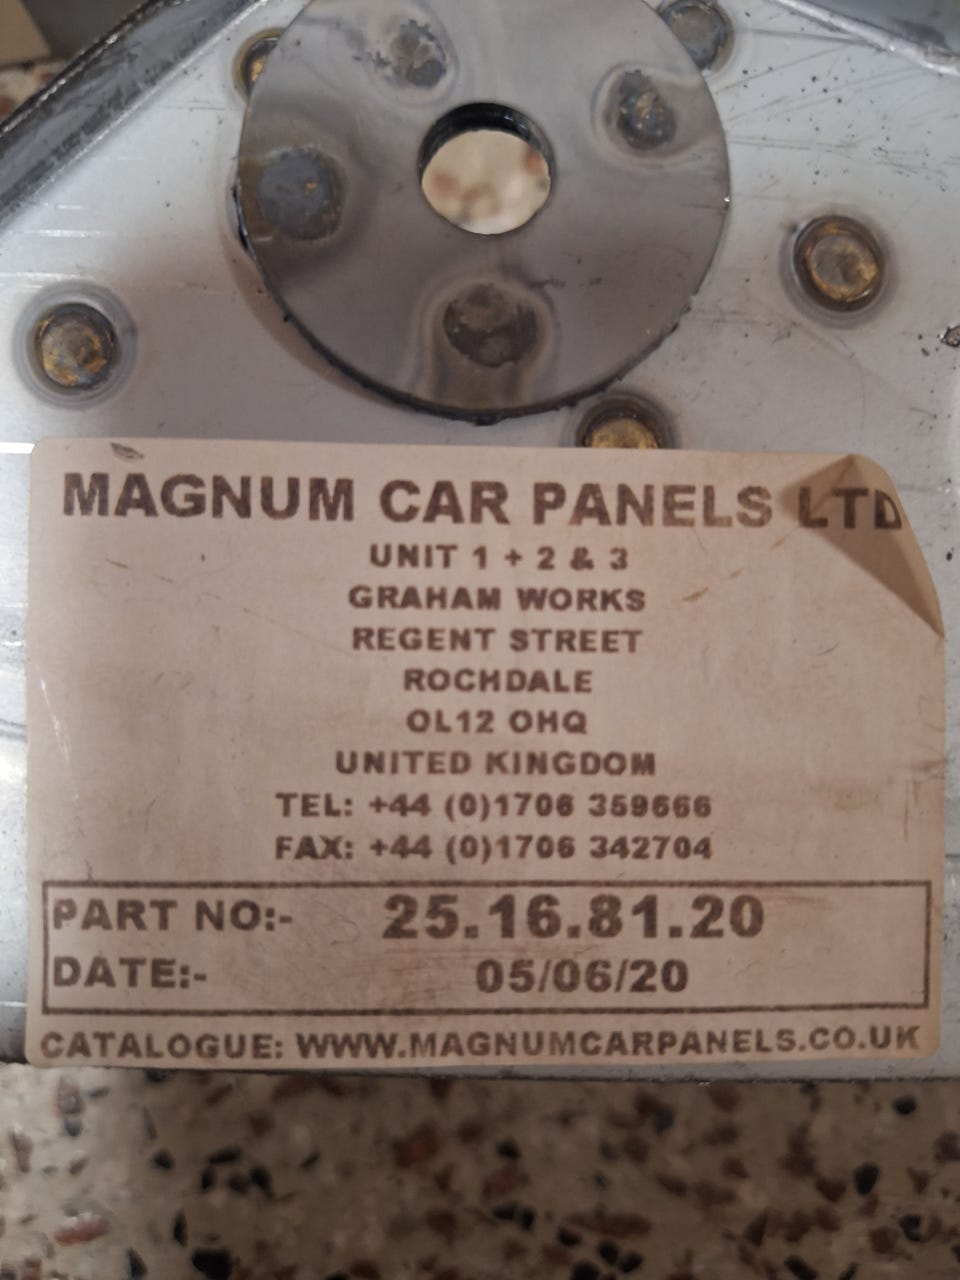 MAGNUM CAR PANELS LTD
UNIT 1 + 2 & 3
GRAHAM WORKS
REGENT STREET
ROCHDALE
OL12 0HQ
UNITED KINGDOM
TEL: +44 (0)1706 359666
FAX: +44 (0)1706 342704
PART NO:- 25.16.81.20
DATE:- 05/06/20
CATALOGUE: WWW.MAGNUMCARPANELS.CO.UK